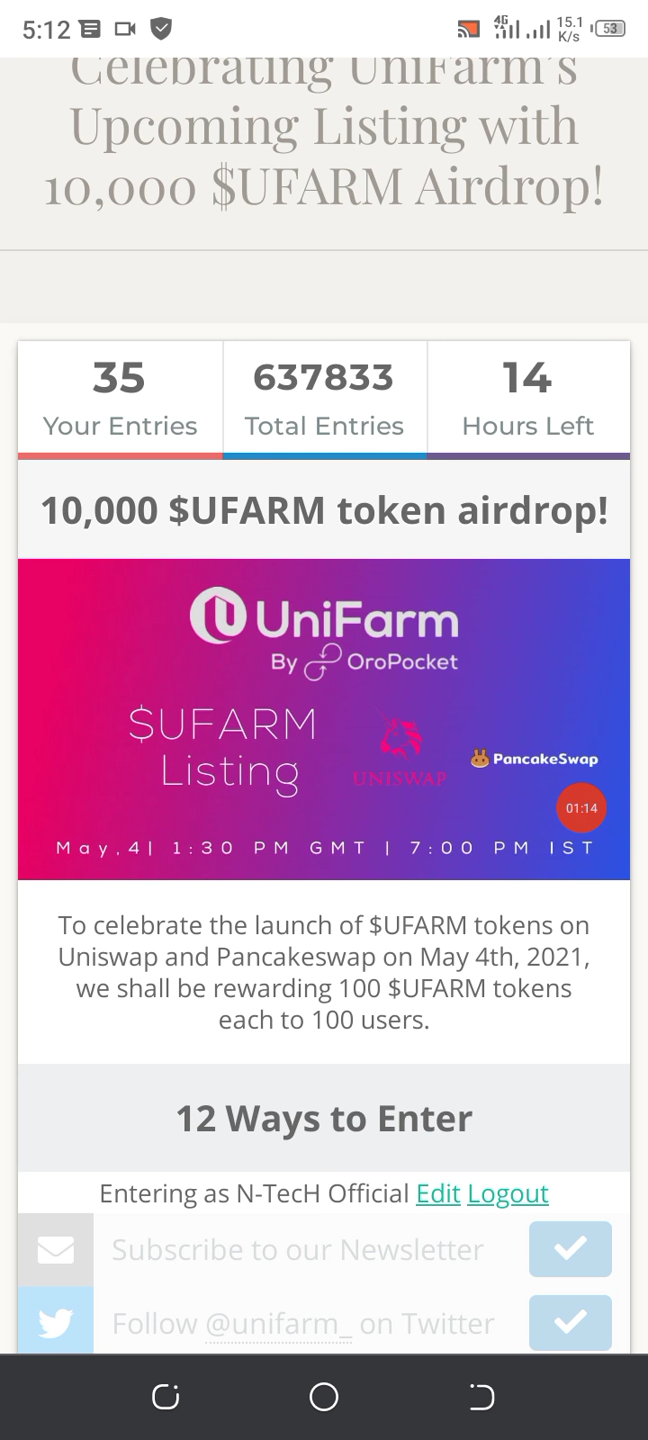 5:12
4G
15.1
K/s
53
Celebrating UniFarm's
Upcoming Listing with
10,000 $UFARM Airdrop!
35
637833
14
Your Entries
Total Entries
Hours Left
10,000 $UFARM token airdrop!
UniFarm
By OroPocket
$UFARM
Listing
UNISWAP
PancakeSwap
01:14
May,4| 1:30 PM GMT | 7:00 PM IST
To celebrate the launch of $UFARM tokens on
Uniswap and Pancakeswap on May 4th, 2021,
we shall be rewarding 100 $UFARM tokens
each to 100 users.
12 Ways to Enter
Entering as N-TecH Official Edit Logout
Subscribe to our Newsletter
Follow @unifarm_ on Twitter